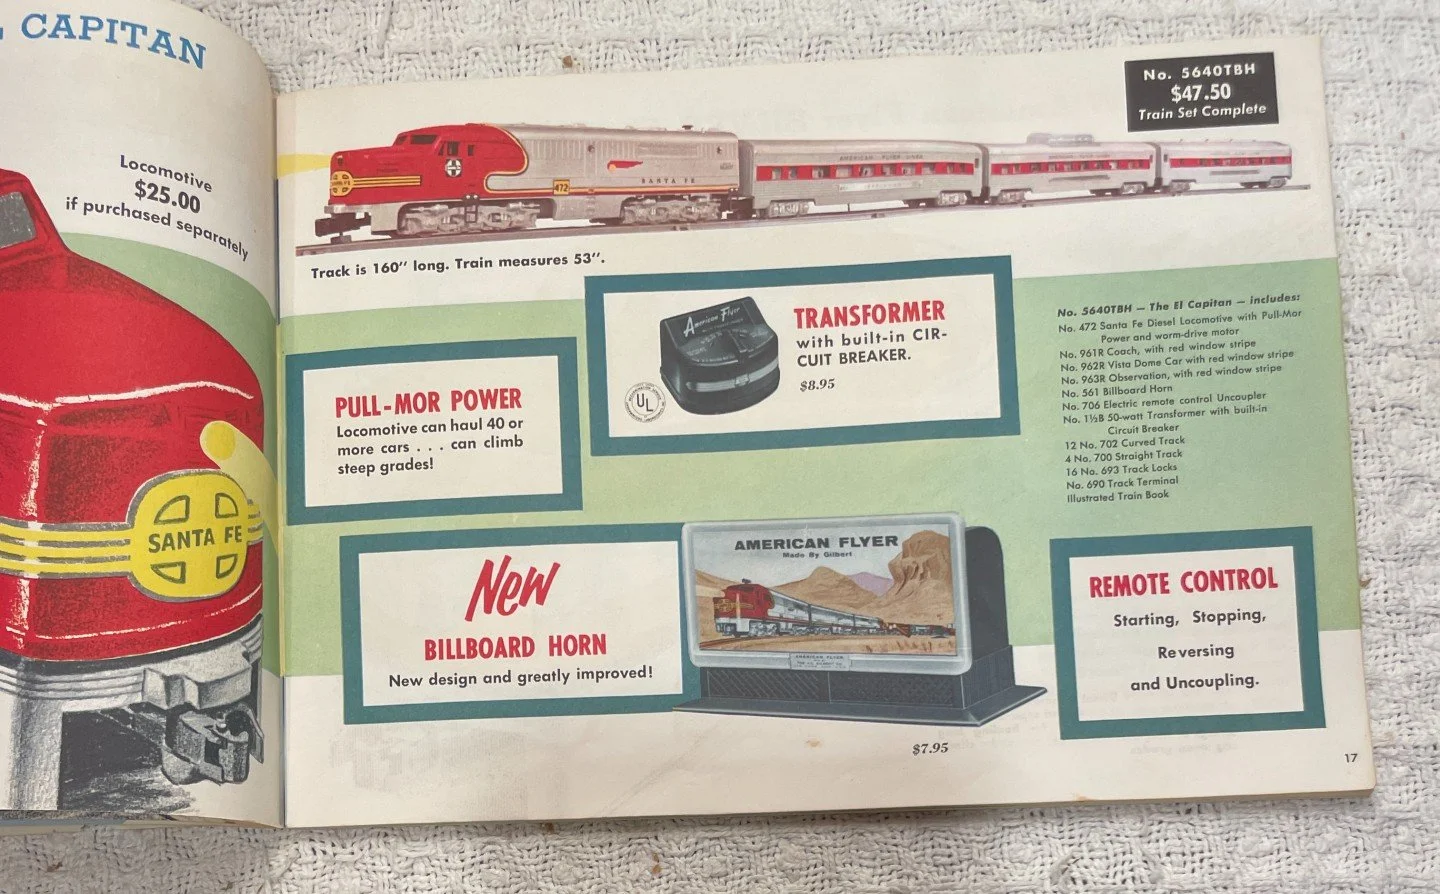 CAPITAN
Locomotive
$25.00
if purchased separately
SANTA FE
No. 5640TBH
$47.50
Train Set Complete
SANTA FE
472
SANTA FE
AMERICAN FLYER LINES
Track is 160" long. Train measures 53".
PULL-MOR POWER
Locomotive can haul 40 or
more cars . . . can climb
steep grades!
American Flyer
UL
TRANSFORMER
with built-in CIR-
CUIT BREAKER.
$8.95
No. 5640TBH — The El Capitan — includes:
No. 472 Santa Fe Diesel Locomotive with Pull-Mor
Power and worm-drive motor
No. 961R Coach, with red window stripe
No. 962R Vista Dome Car with red window stripe
No. 963R Observation, with red window stripe
No. 561 Billboard Horn
No. 706 Electric remote control Uncoupler
No. 1½B 50-watt Transformer with built-in
Circuit Breaker
12 No. 702 Curved Track
4 No. 700 Straight Track
16 No. 693 Track Locks
No. 690 Track Terminal
Illustrated Train Book
New
BILLBOARD HORN
New design and greatly improved!
AMERICAN FLYER
Made By Gilbert
AMERICAN FLYER
$7.95
REMOTE CONTROL
Starting, Stopping,
Reversing
and Uncoupling.
17